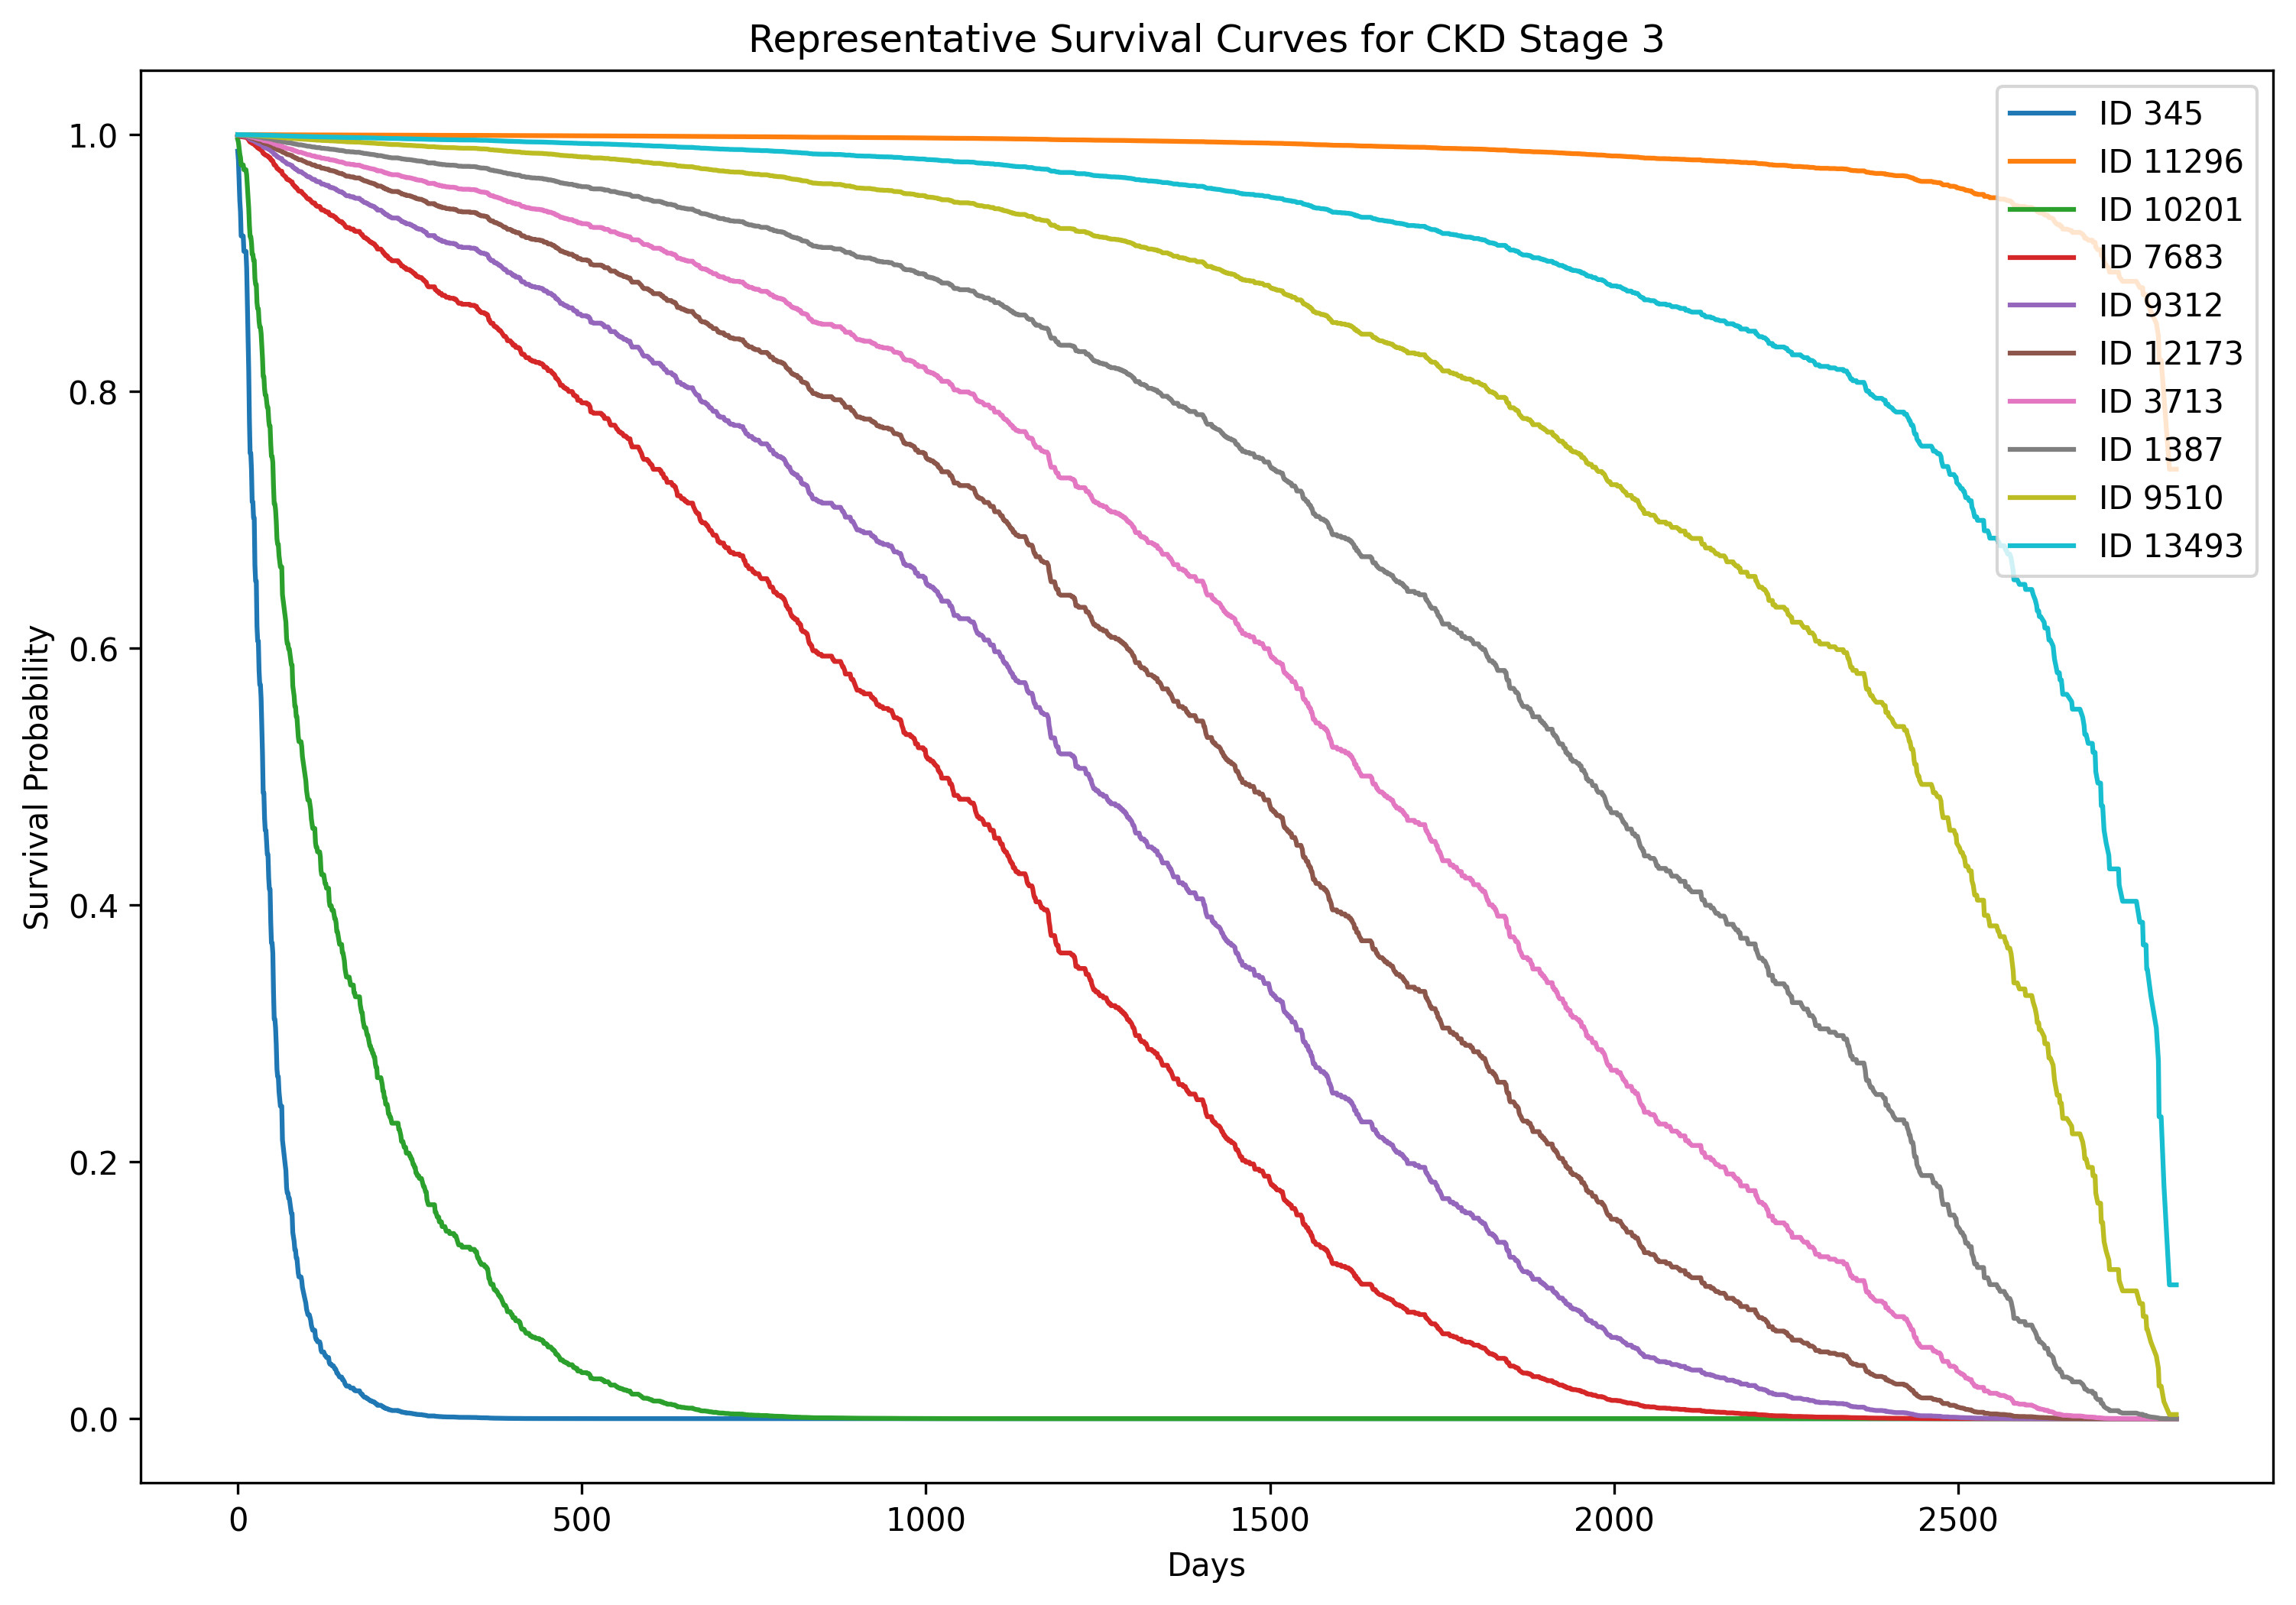 Representative Survival Curves for CKD Stage 3
ID 345
ID 11296
ID 10201
ID 7683
ID 9312
ID 12173
ID 3713
ID 1387
ID 9510
ID 13493
Survival Probability
1.0
0.8
0.6
0.4
0.2
0.0
0 500 1000 1500 2000 2500
Days